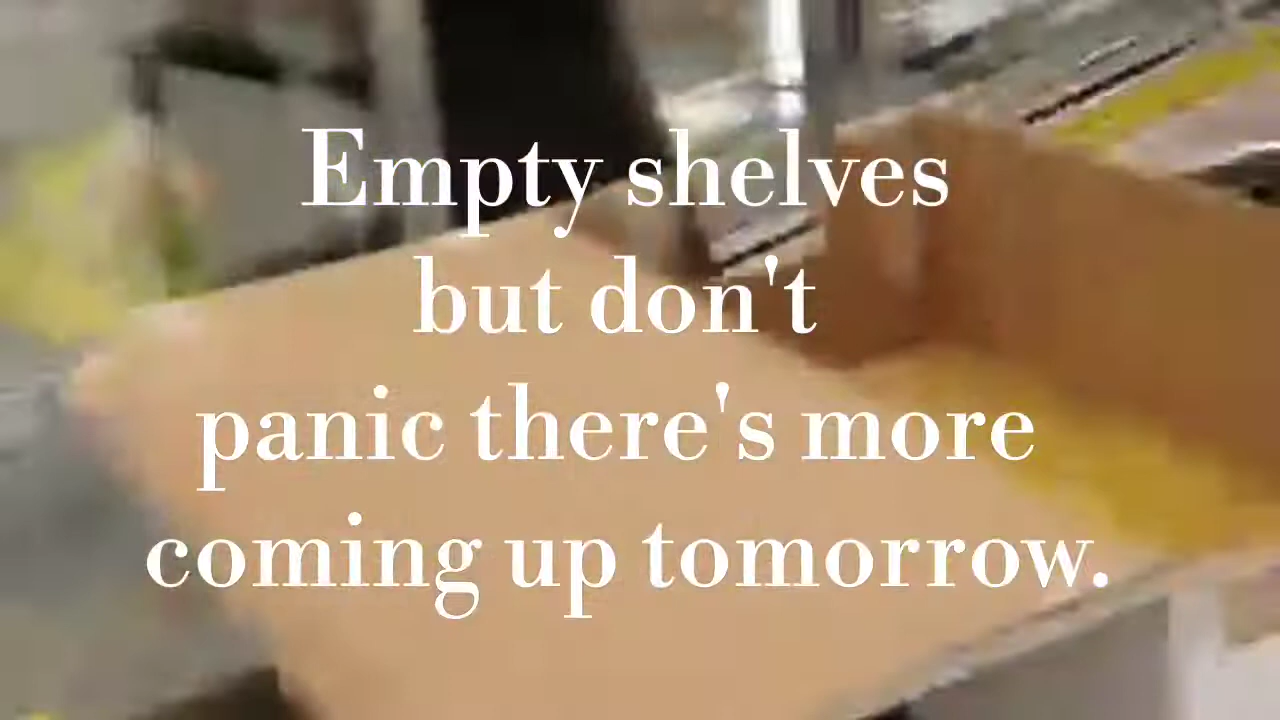 Empty shelves
but don't
panic there's more
coming up tomorrow.